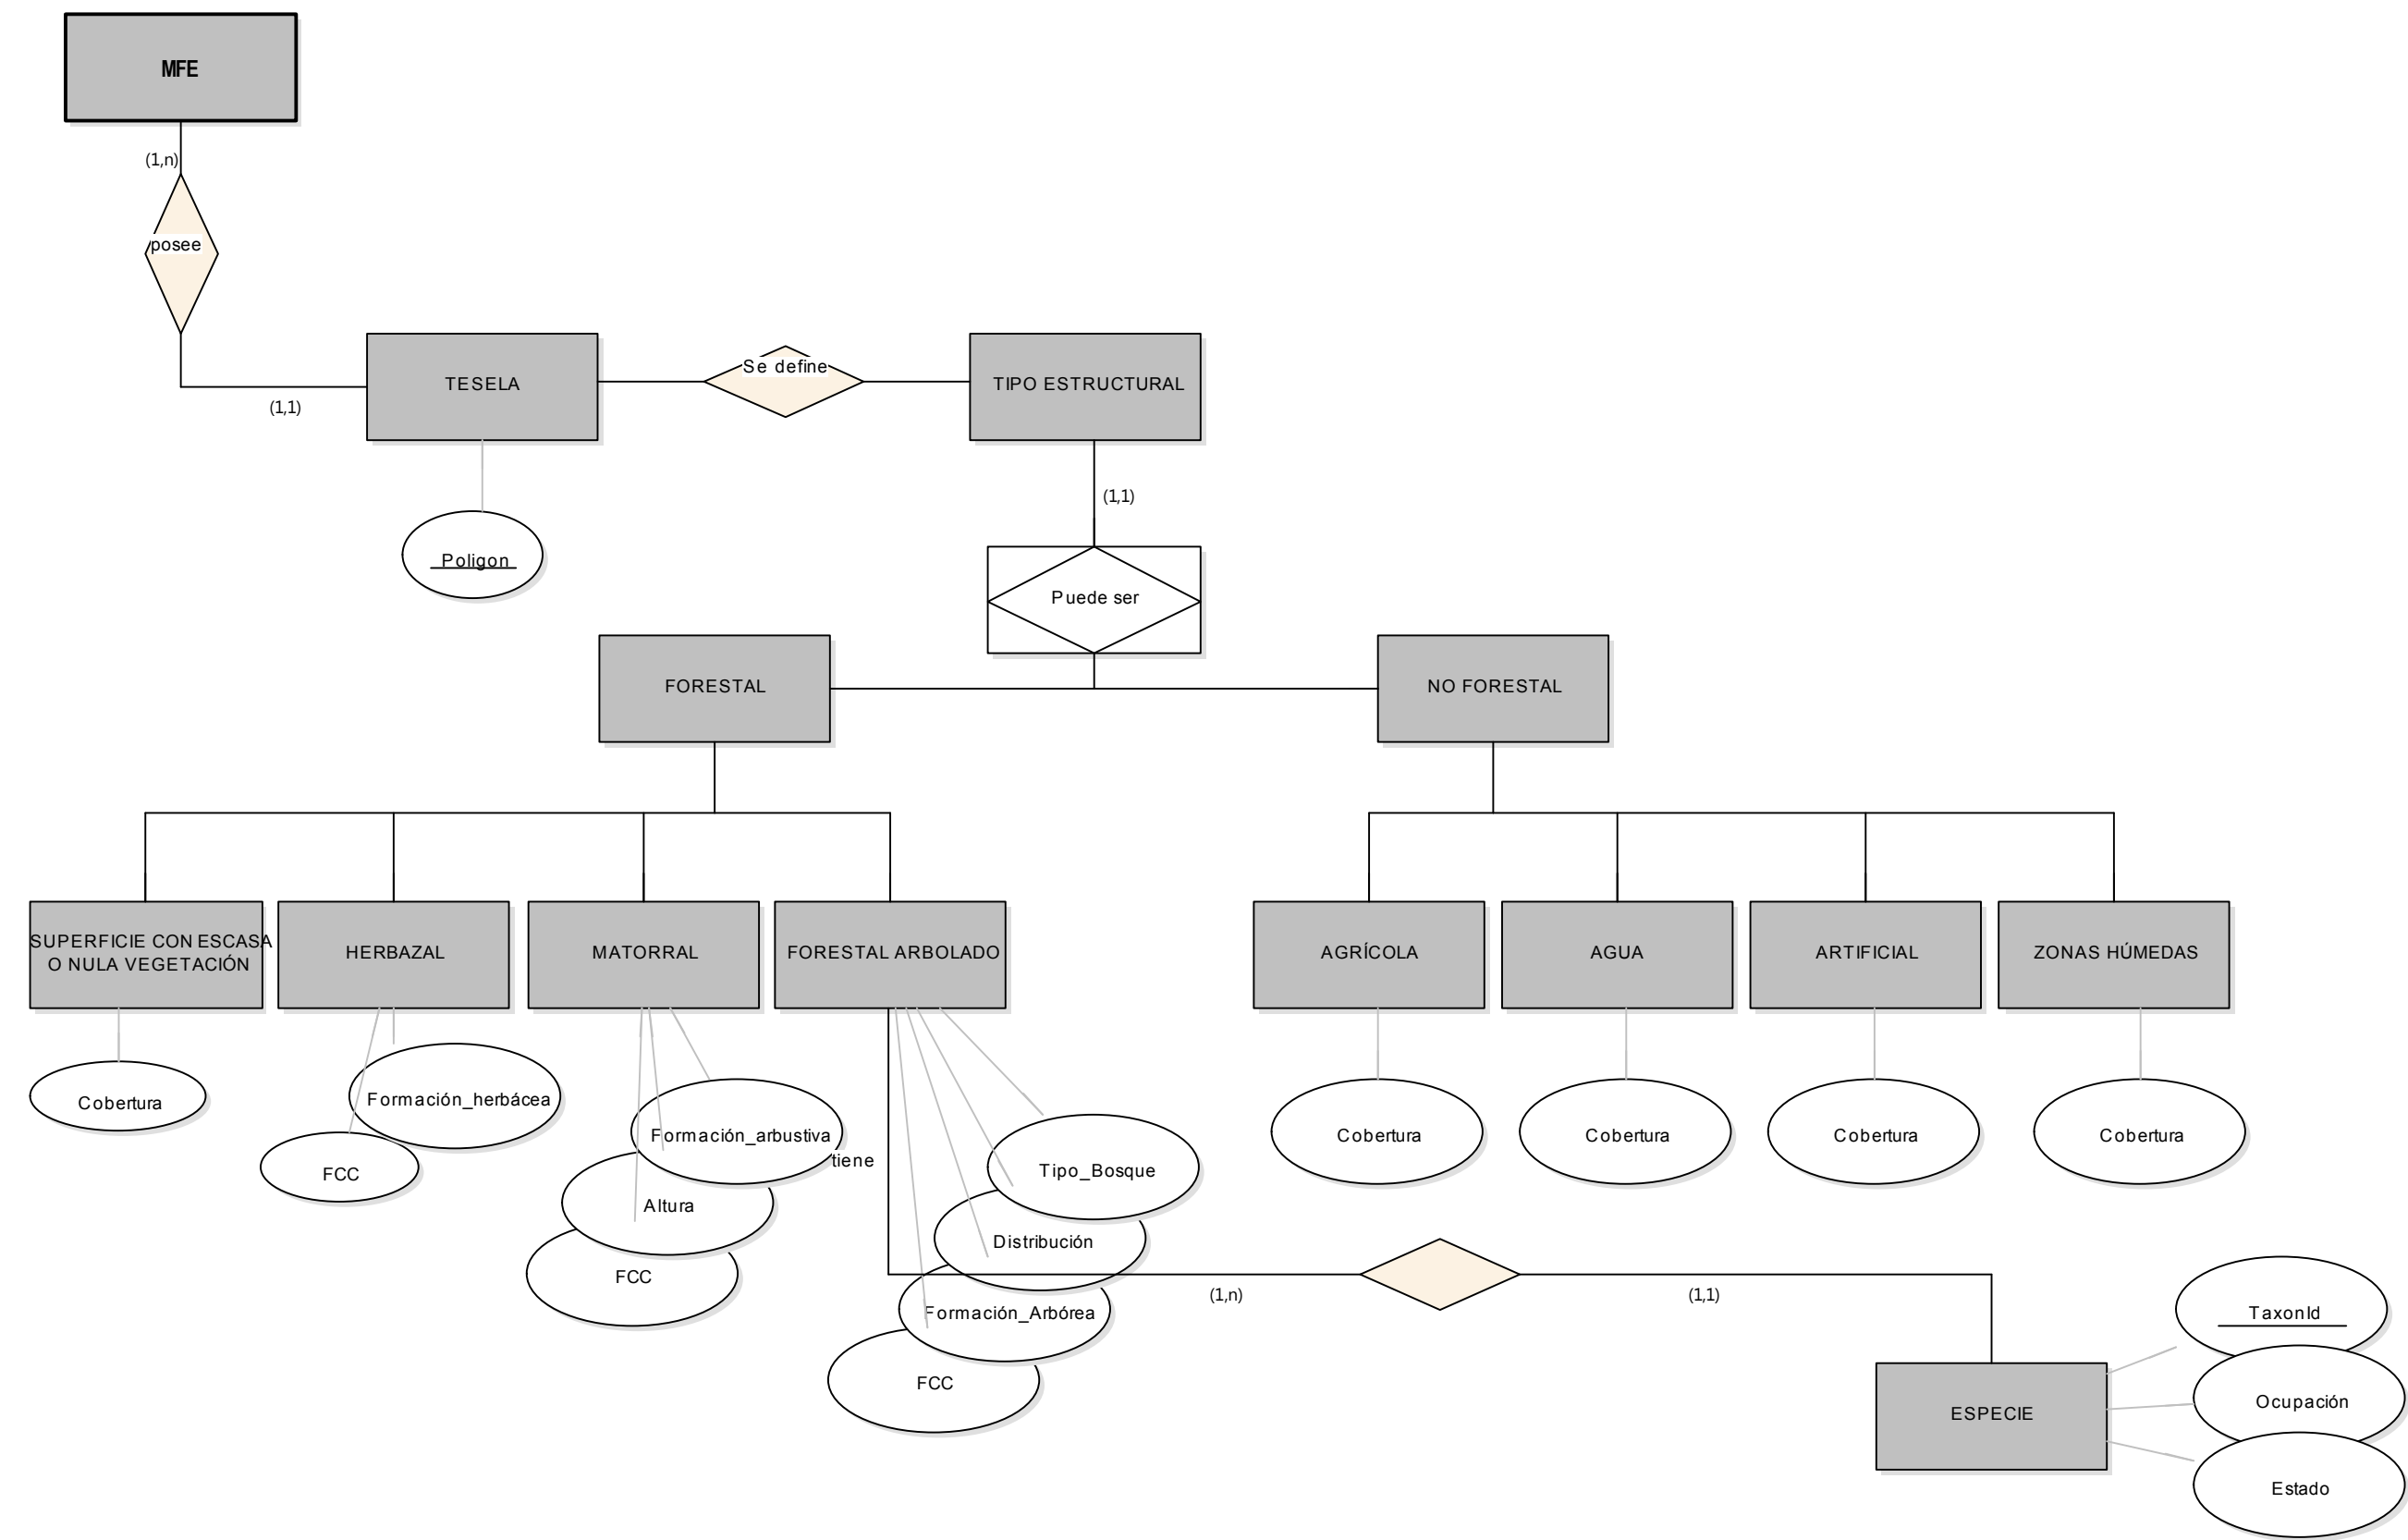 MFE
(1,n)
posee
(1,1)
TESELA
Se define
TIPO ESTRUCTURAL
(1,1)
Poligon
Puede ser
FORESTAL
NO FORESTAL
SUPERFICIE CON ESCASA
O NULA VEGETACIÓN
HERBAZAL
MATORRAL
FORESTAL ARBOLADO
AGRÍCOLA
AGUA
ARTIFICIAL
ZONAS HÚMEDAS
Cobertura
Formación_herbácea
FCC
Formación_arbustiva
Altura
FCC
tiene
Tipo_Bosque
Distribución
Formación_Arbórea
FCC
Cobertura
Cobertura
Cobertura
Cobertura
(1,n)
(1,1)
TaxonId
Ocupación
ESPECIE
Estado